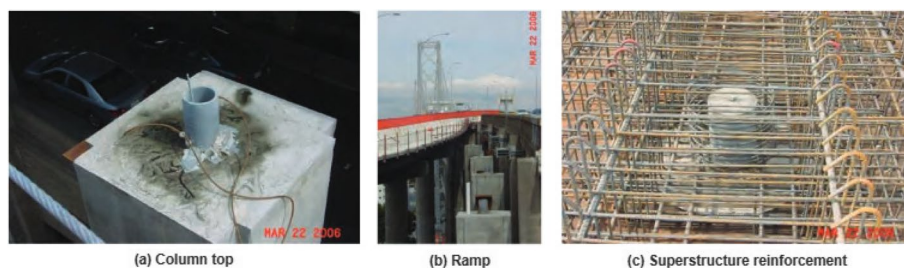 MAR 22 2006
MAR 22 2006
MAR 22 2006
(a) Column top
(b) Ramp
(c) Superstructure reinforcement